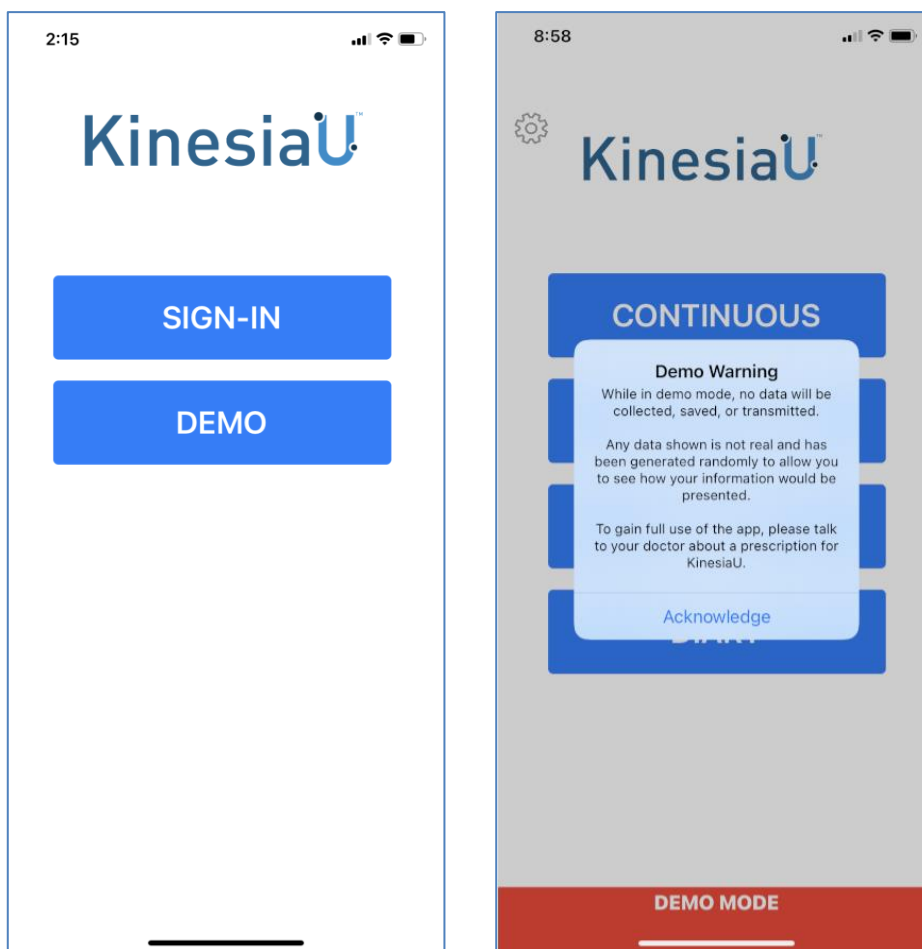 2:15
KinesiaU™
SIGN-IN
DEMO
8:58
KinesiaU™
CONTINUOUS
Demo Warning
While in demo mode, no data will be
collected, saved, or transmitted.
Any data shown is not real and has
been generated randomly to allow you
to see how your information would be
presented.
To gain full use of the app, please talk
to your doctor about a prescription for
KinesiaU.
Acknowledge
DIARY
DEMO MODE